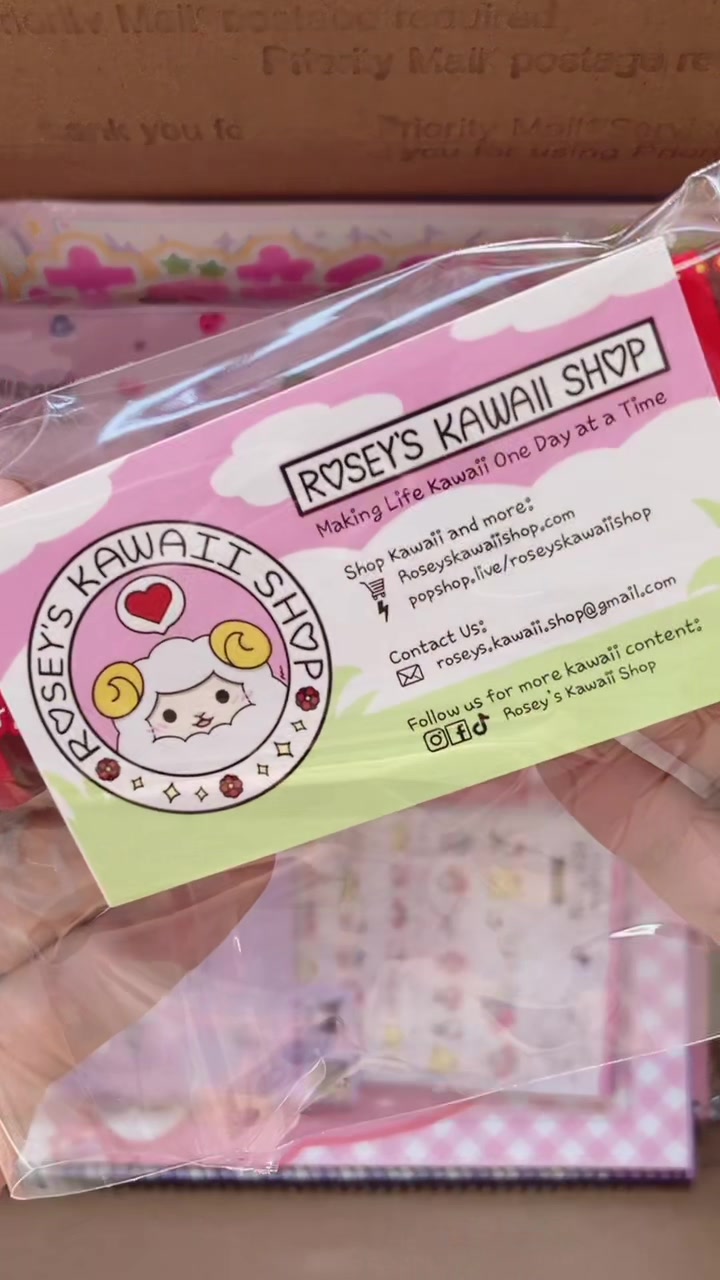 Priority Mail postage required
Priority Mail postage re
ank you fo
Priority Mail Servi
you for using Prior
ROSEY'S KAWAII SHOP
Making Life Kawaii One Day at a Time
Shop Kawaii and more:
Roseyskawaiishop.com
popshop.live/roseyskawaiishop
Contact Us:
roseys.kawaii.shop@gmail.com
Follow us for more kawaii content:
Rosey's Kawaii Shop
ROSEY'S KAWAII SHOP